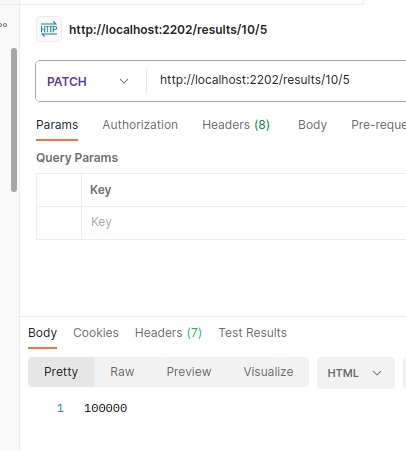 HTTP http://localhost:2202/results/10/5
PATCH http://localhost:2202/results/10/5
Params Authorization Headers (8) Body Pre-reque
Query Params
Key
Key
Body Cookies Headers (7) Test Results
Pretty Raw Preview Visualize HTML
1 100000